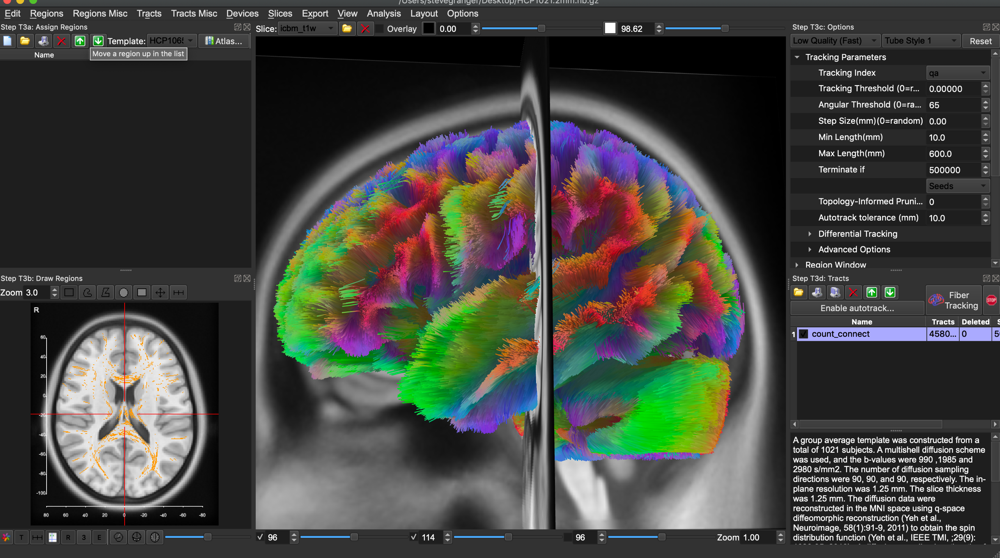 /Users/stevegranger/Desktop/HCP1021.2mm.fib.gz
Edit Regions Regions Misc Tracts Tracts Misc Devices Slices Export View Analysis Layout Options
Step T3a: Assign Regions
Template: HCP106
Atlas...
Name
Move a region up in the list
Slice: icbm_t1w
Overlay 0.00
98.62
Step T3c: Options
Low Quality (Fast) Tube Style 1 Reset
Tracking Parameters
Tracking Index qa
Tracking Threshold (0=r... 0.00000
Angular Threshold (0=ra... 65
Step Size(mm)(0=random) 0.00
Min Length(mm) 10.0
Max Length(mm) 600.0
Terminate if 500000
Seeds
Topology-Informed Pruni... 0
Autotrack tolerance (mm) 10.0
Differential Tracking
Advanced Options
Region Window
Step T3b: Draw Regions
Zoom 3.0
R
60
40
20
0
-20
-40
-60
-80
-100
80 60 40 20 0 -20 -40 -60 -80
T R 3 E
96
114
96
Zoom 1.00
Step T3d: Tracts
Fiber
Tracking
STOP
Enable autotrack...
Name Tracts Deleted S
1 count_connect 4580... 0 5
A group average template was constructed from a
total of 1021 subjects. A multishell diffusion scheme
was used, and the b-values were 990 ,1985 and
2980 s/mm2. The number of diffusion sampling
directions were 90, 90, and 90, respectively. The in-
plane resolution was 1.25 mm. The slice thickness
was 1.25 mm. The diffusion data were
reconstructed in the MNI space using q-space
diffeomorphic reconstruction (Yeh et al.,
Neuroimage, 58(1):91-9, 2011) to obtain the spin
distribution function (Yeh et al., IEEE TMI, ;29(9):